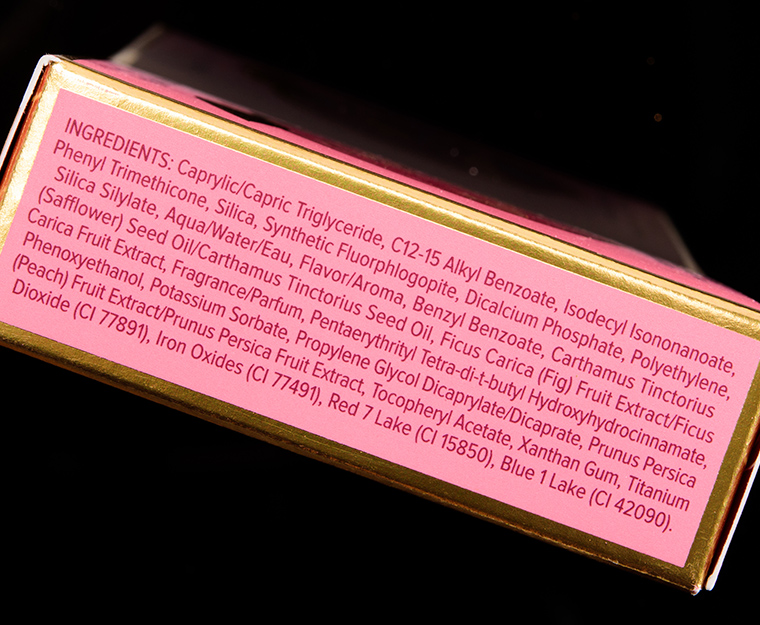 INGREDIENTS: Caprylic/Capric Triglyceride, C12-15 Alkyl Benzoate, Isodecyl Isononanoate,
Phenyl Trimethicone, Silica, Synthetic Fluorphlogopite, Dicalcium Phosphate, Polyethylene,
Silica Silylate, Aqua/Water/Eau, Flavor/Aroma, Benzyl Benzoate, Carthamus Tinctorius
(Safflower) Seed Oil/Carthamus Tinctorius Seed Oil, Ficus Carica (Fig) Fruit Extract/Ficus
Carica Fruit Extract, Fragrance/Parfum, Pentaerythrityl Tetra-di-t-butyl Hydroxyhydrocinnamate,
Phenoxyethanol, Potassium Sorbate, Propylene Glycol Dicaprylate/Dicaprate, Prunus Persica
(Peach) Fruit Extract/Prunus Persica Fruit Extract, Tocopheryl Acetate, Xanthan Gum, Titanium
Dioxide (CI 77891), Iron Oxides (CI 77491), Red 7 Lake (CI 15850), Blue 1 Lake (CI 42090).